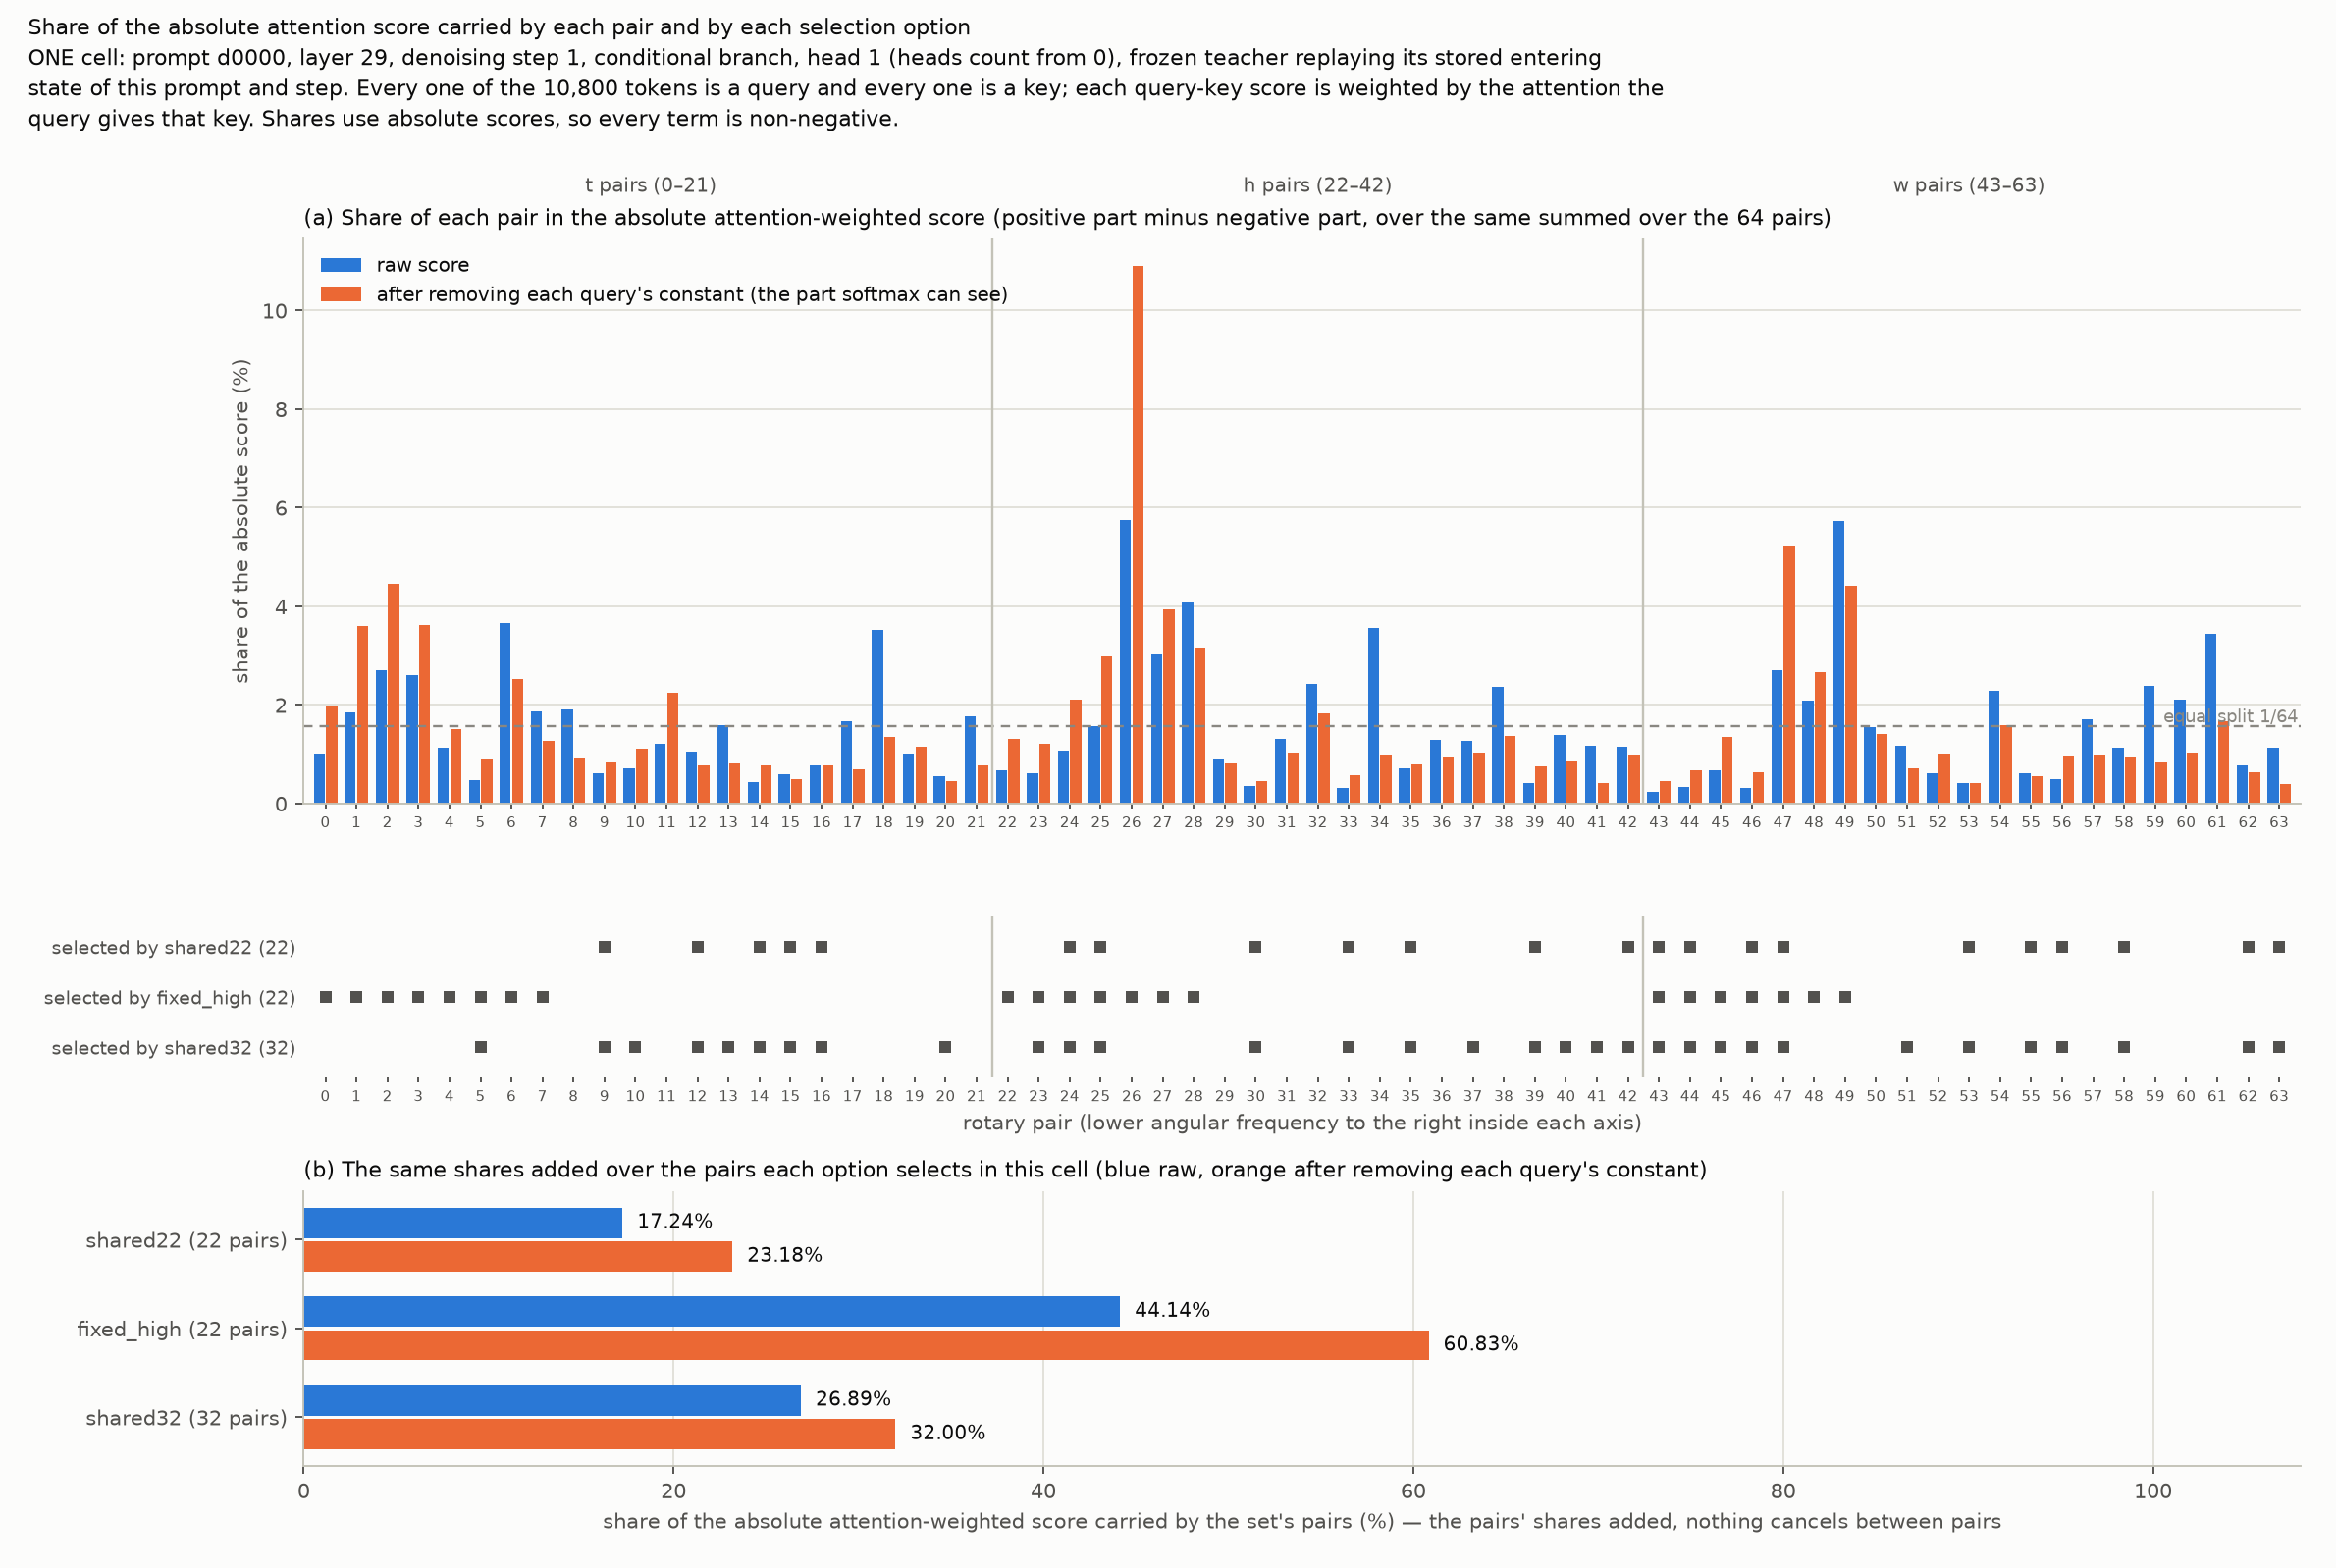 Share of the absolute attention score carried by each pair and by each selection option
ONE cell: prompt d0000, layer 29, denoising step 1, conditional branch, head 1 (heads count from 0), frozen teacher replaying its stored entering
state of this prompt and step. Every one of the 10,800 tokens is a query and every one is a key; each query-key score is weighted by the attention the
query gives that key. Shares use absolute scores, so every term is non-negative.
t pairs (0–21)
h pairs (22–42)
w pairs (43–63)
(a) Share of each pair in the absolute attention-weighted score (positive part minus negative part, over the same summed over the 64 pairs)
raw score
after removing each query's constant (the part softmax can see)
share of the absolute score (%)
10
8
6
4
2
0
equal split 1/64
0 1 2 3 4 5 6 7 8 9 10 11 12 13 14 15 16 17 18 19 20 21 22 23 24 25 26 27 28 29 30 31 32 33 34 35 36 37 38 39 40 41 42 43 44 45 46 47 48 49 50 51 52 53 54 55 56 57 58 59 60 61 62 63
selected by shared22 (22)
selected by fixed_high (22)
selected by shared32 (32)
0 1 2 3 4 5 6 7 8 9 10 11 12 13 14 15 16 17 18 19 20 21 22 23 24 25 26 27 28 29 30 31 32 33 34 35 36 37 38 39 40 41 42 43 44 45 46 47 48 49 50 51 52 53 54 55 56 57 58 59 60 61 62 63
rotary pair (lower angular frequency to the right inside each axis)
(b) The same shares added over the pairs each option selects in this cell (blue raw, orange after removing each query's constant)
shared22 (22 pairs)
17.24%
23.18%
fixed_high (22 pairs)
44.14%
60.83%
shared32 (32 pairs)
26.89%
32.00%
0 20 40 60 80 100
share of the absolute attention-weighted score carried by the set's pairs (%) — the pairs' shares added, nothing cancels between pairs